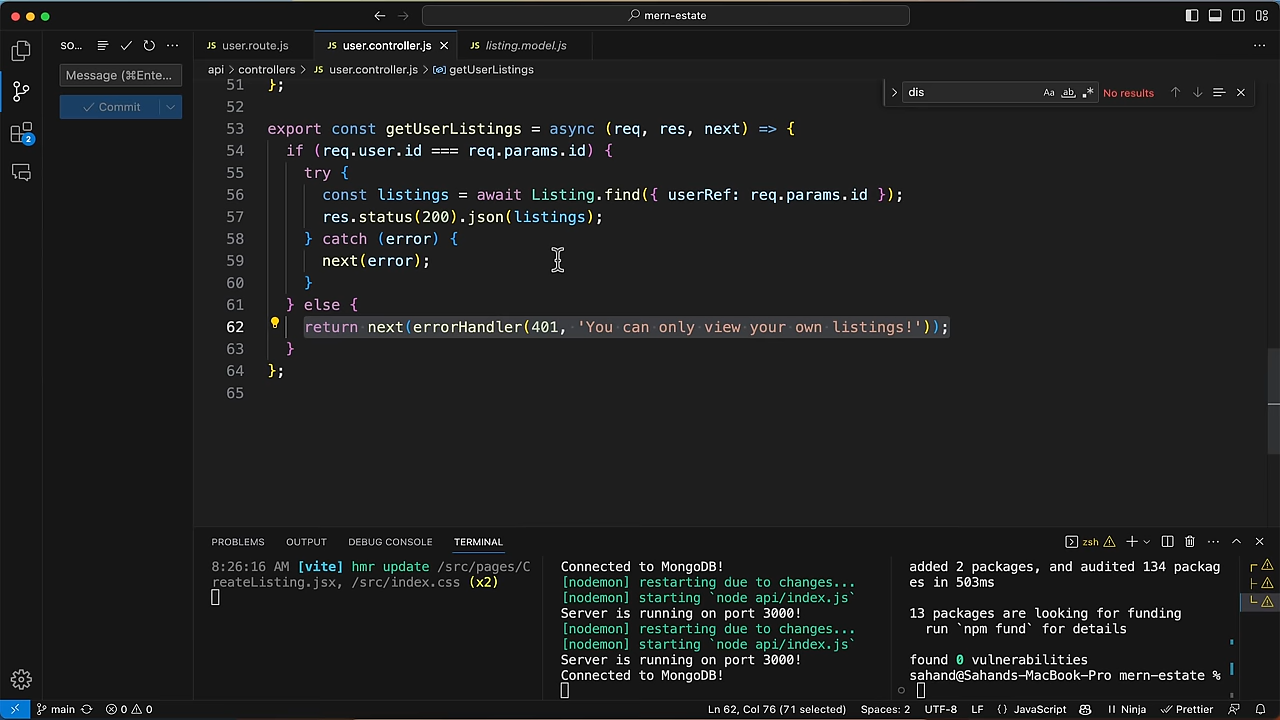 mern-estate
SO...
user.route.js
user.controller.js
listing.model.js
api > controllers > JS user.controller.js > getUserListings
Message (⌘Ente...
Commit
dis
Aa
ab
.*
No results
2
51 };
52
53 export const getUserListings = async (req, res, next) => {
54 if (req.user.id === req.params.id) {
55 try {
56 const listings = await Listing.find({ userRef: req.params.id });
57 res.status(200).json(listings);
58 } catch (error) {
59 next(error);
60 }
61 } else {
62 return next(errorHandler(401, 'You can only view your own listings!'));
63 }
64 };
65
PROBLEMS OUTPUT DEBUG CONSOLE TERMINAL
zsh
8:26:16 AM [vite] hmr update /src/pages/C
reateListing.jsx, /src/index.css (x2)
Connected to MongoDB!
[nodemon] restarting due to changes...
[nodemon] starting `node api/index.js`
Server is running on port 3000!
[nodemon] restarting due to changes...
[nodemon] starting `node api/index.js`
Server is running on port 3000!
Connected to MongoDB!
added 2 packages, and audited 134 packag
es in 503ms
13 packages are looking for funding
run `npm fund` for details
found 0 vulnerabilities
sahand@Sahands-MacBook-Pro mern-estate %
main
0 0
Ln 62, Col 76 (71 selected) Spaces: 2 UTF-8 LF {} JavaScript Ninja Prettier